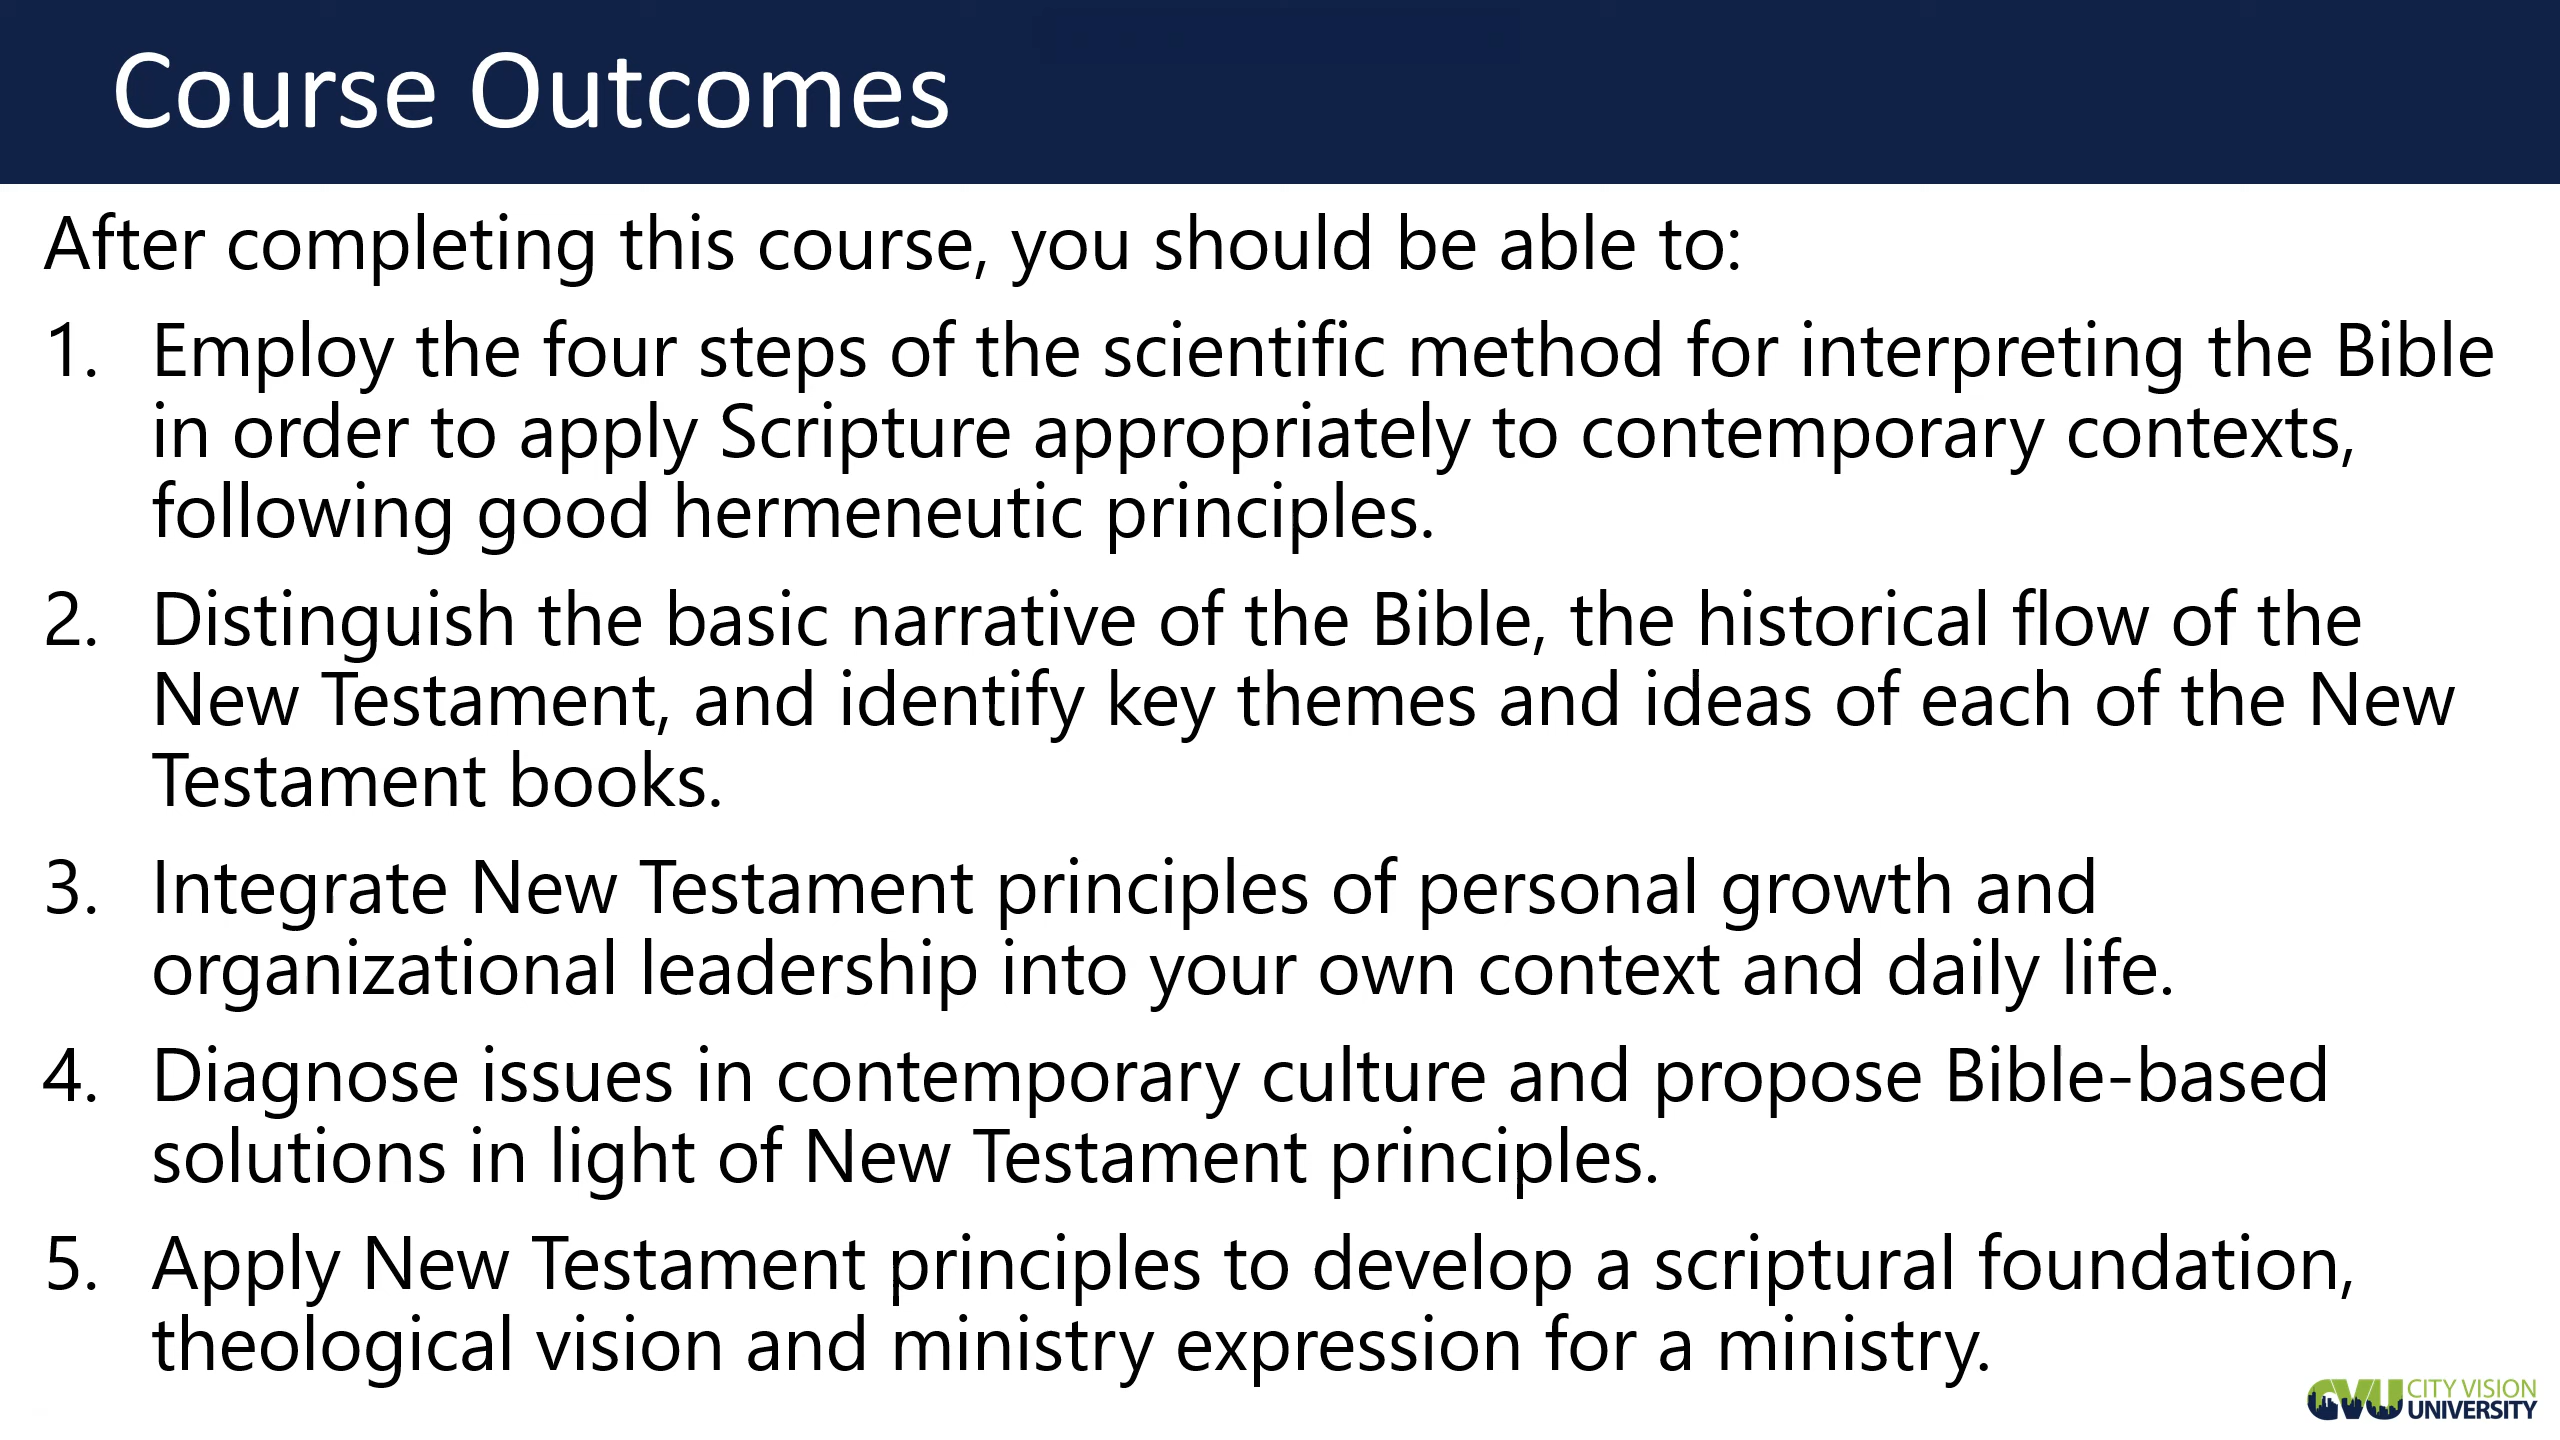 Course Outcomes
After completing this course, you should be able to:
1. Employ the four steps of the scientific method for interpreting the Bible
in order to apply Scripture appropriately to contemporary contexts,
following good hermeneutic principles.
2. Distinguish the basic narrative of the Bible, the historical flow of the
New Testament, and identify key themes and ideas of each of the New
Testament books.
3. Integrate New Testament principles of personal growth and
organizational leadership into your own context and daily life.
4. Diagnose issues in contemporary culture and propose Bible-based
solutions in light of New Testament principles.
5. Apply New Testament principles to develop a scriptural foundation,
theological vision and ministry expression for a ministry.
CVU CITY VISION
UNIVERSITY